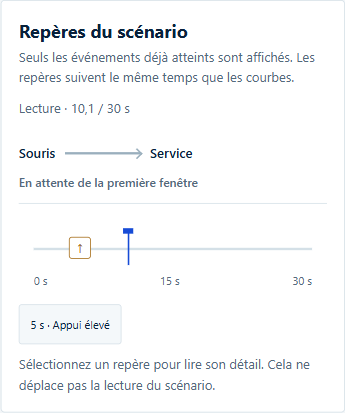 Repères du scénario
Seuls les événements déjà atteints sont affichés. Les
repères suivent le même temps que les courbes.
Lecture · 10,1 / 30 s
Souris → Service
En attente de la première fenêtre
↑
0 s 15 s 30 s
5 s · Appui élevé
Sélectionnez un repère pour lire son détail. Cela ne
déplace pas la lecture du scénario.